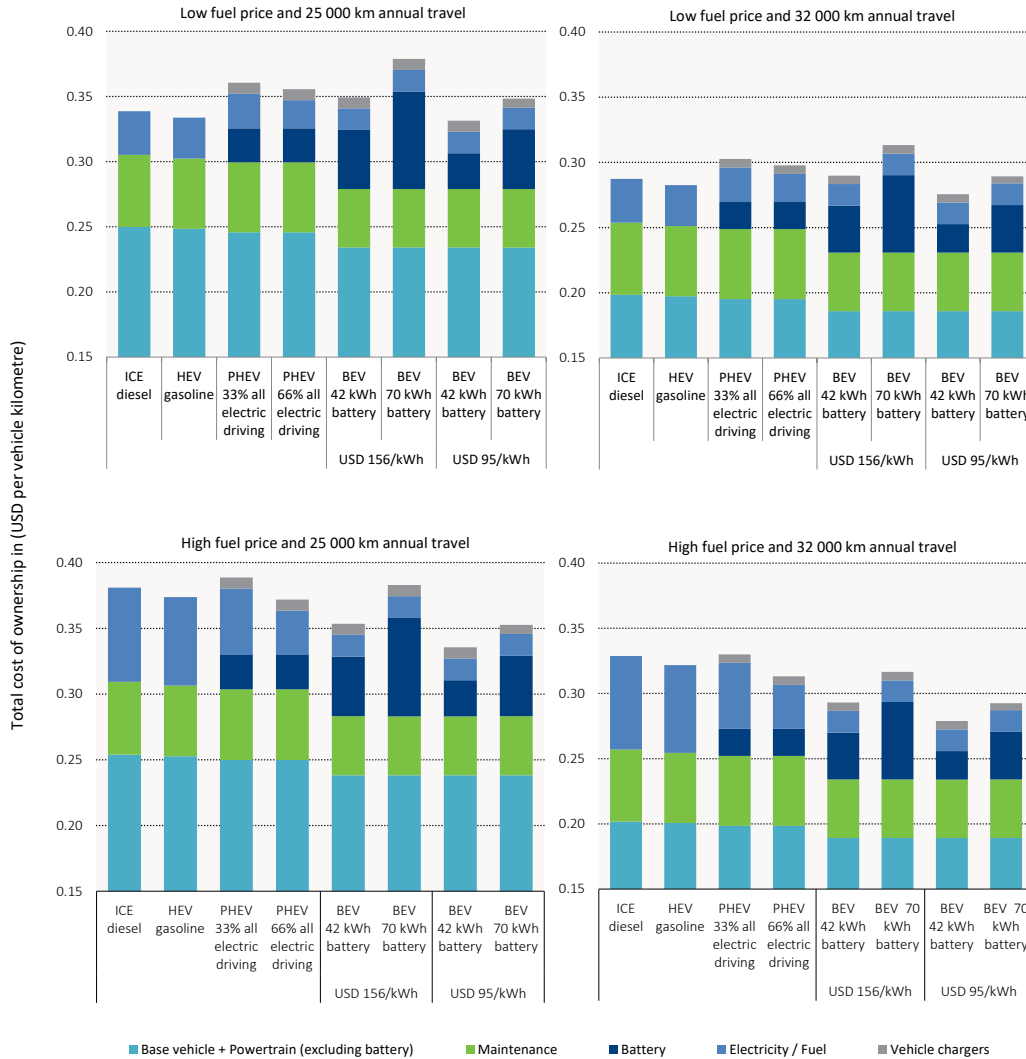 Total cost of ownership in (USD per vehicle kilometre)
Low fuel price and 25 000 km annual travel
0.40
0.35
0.30
0.25
0.20
0.15
ICE diesel
HEV gasoline
PHEV 33% all electric driving
PHEV 66% all electric driving
BEV 42 kWh battery
BEV 70 kWh battery
BEV 42 kWh battery
BEV 70 kWh battery
USD 156/kWh
USD 95/kWh
Low fuel price and 32 000 km annual travel
0.40
0.35
0.30
0.25
0.20
0.15
ICE diesel
HEV gasoline
PHEV 33% all electric driving
PHEV 66% all electric driving
BEV 42 kWh battery
BEV 70 kWh battery
BEV 42 kWh battery
BEV 70 kWh battery
USD 156/kWh
USD 95/kWh
High fuel price and 25 000 km annual travel
0.40
0.35
0.30
0.25
0.20
0.15
ICE diesel
HEV gasoline
PHEV 33% all electric driving
PHEV 66% all electric driving
BEV 42 kWh battery
BEV 70 kWh battery
BEV 42 kWh battery
BEV 70 kWh battery
USD 156/kWh
USD 95/kWh
High fuel price and 32 000 km annual travel
0.40
0.35
0.30
0.25
0.20
0.15
ICE diesel
HEV gasoline
PHEV 33% all electric driving
PHEV 66% all electric driving
BEV 42 kWh battery
BEV 70 kWh battery
BEV 42 kWh battery
BEV 70 kWh battery
USD 156/kWh
USD 95/kWh
Base vehicle + Powertrain (excluding battery)
Maintenance
Battery
Electricity / Fuel
Vehicle chargers